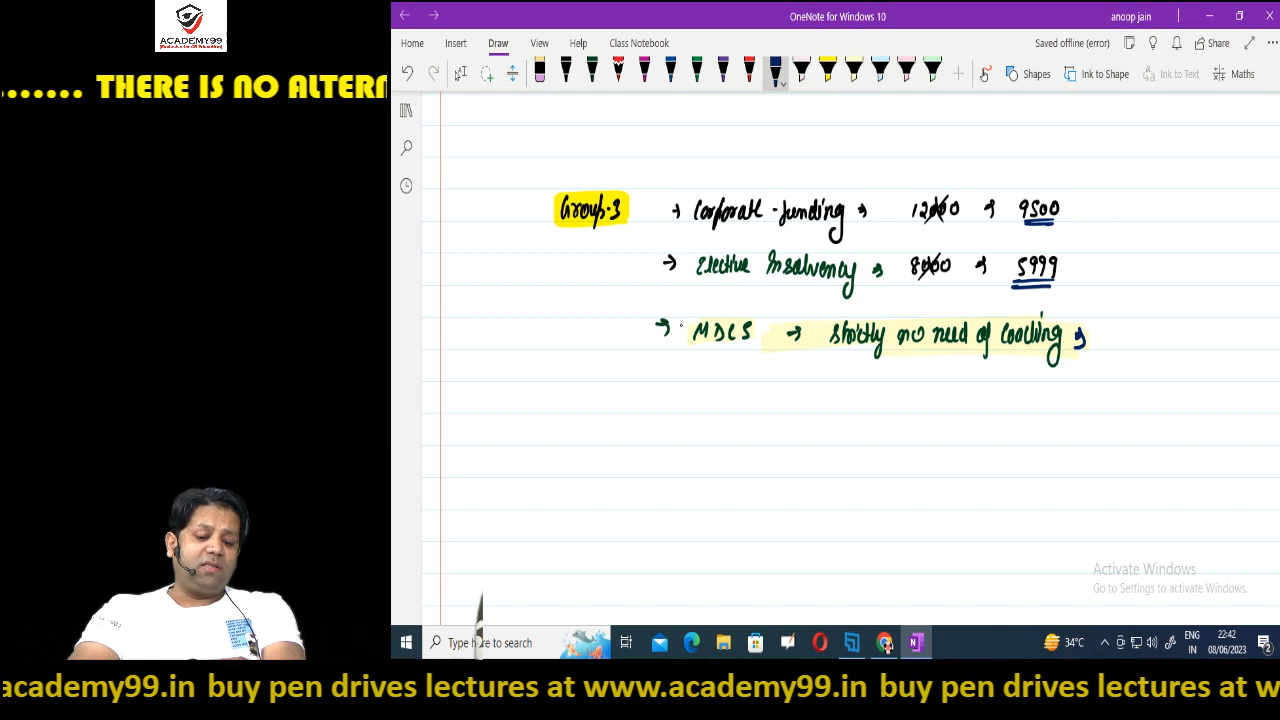 ACADEMY99
....... THERE IS NO ALTERN
OneNote for Windows 10
anoop jain
Home Insert Draw View Help Class Notebook
Saved offline (error)
Share
Shapes Ink to Shape Ink to Text Maths
Group-3 → Corporate funding → 12000 → 9500
→ Elective Insolvency → 8000 → 5999
→ MDCS → Strictly no need of Coaching
Activate Windows
Go to Settings to activate Windows.
Type here to search
34°C
ENG
IN
22:42
08/06/2023
2
academy99.in buy pen drives lectures at www.academy99.in buy pen drives lectures at w